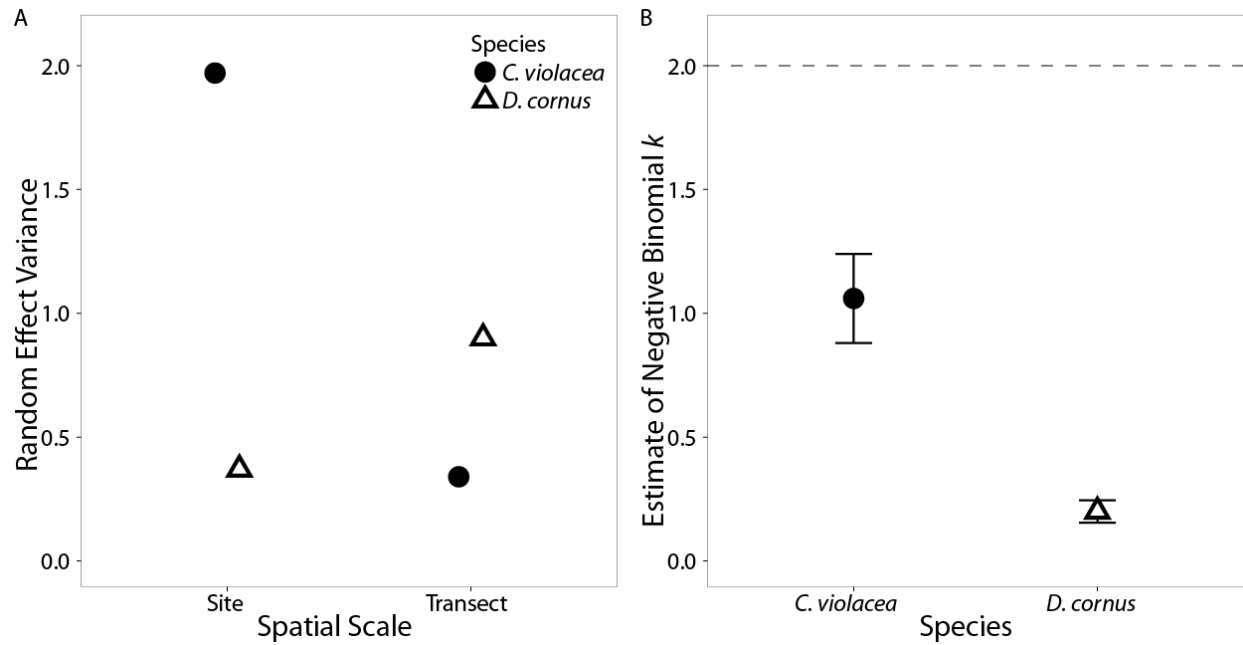 A
Random Effect Variance
2.0
1.5
1.0
0.5
0.0
Species
C. violacea
D. cornus
Site
Transect
Spatial Scale
B
Estimate of Negative Binomial k
2.0
1.5
1.0
0.5
0.0
C. violacea
D. cornus
Species